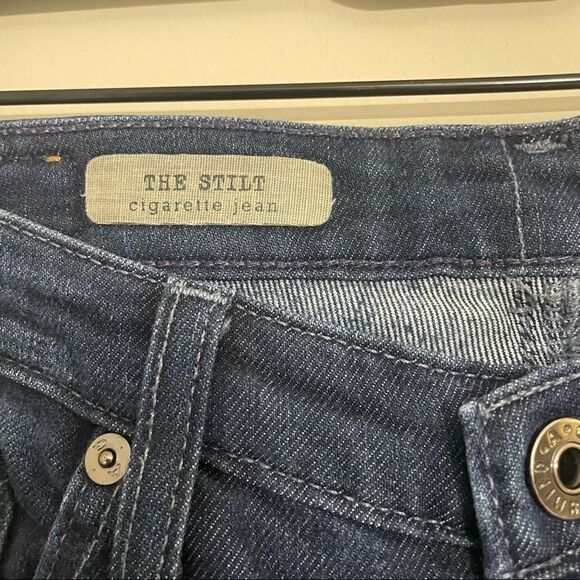 THE STILT
cigarette jean
A G